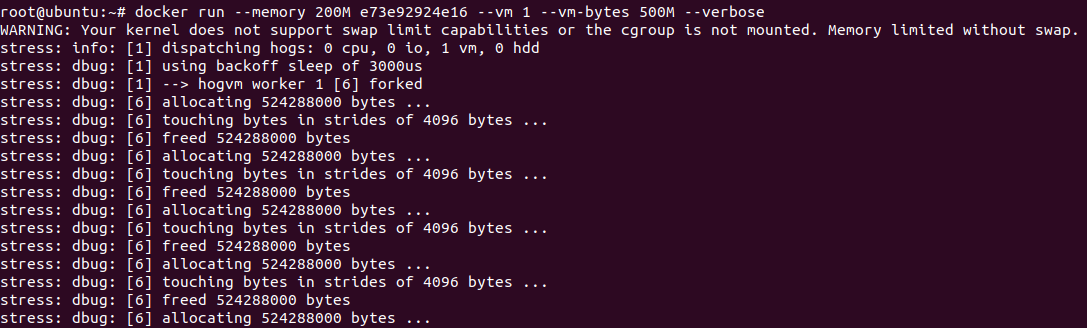 root@ubuntu:~# docker run --memory 200M e73e92924e16 --vm 1 --vm-bytes 500M --verbose
WARNING: Your kernel does not support swap limit capabilities or the cgroup is not mounted. Memory limited without swap.
stress: info: [1] dispatching hogs: 0 cpu, 0 io, 1 vm, 0 hdd
stress: dbug: [1] using backoff sleep of 3000us
stress: dbug: [1] --> hogvm worker 1 [6] forked
stress: dbug: [6] allocating 524288000 bytes ...
stress: dbug: [6] touching bytes in strides of 4096 bytes ...
stress: dbug: [6] freed 524288000 bytes
stress: dbug: [6] allocating 524288000 bytes ...
stress: dbug: [6] touching bytes in strides of 4096 bytes ...
stress: dbug: [6] freed 524288000 bytes
stress: dbug: [6] allocating 524288000 bytes ...
stress: dbug: [6] touching bytes in strides of 4096 bytes ...
stress: dbug: [6] freed 524288000 bytes
stress: dbug: [6] allocating 524288000 bytes ...
stress: dbug: [6] touching bytes in strides of 4096 bytes ...
stress: dbug: [6] freed 524288000 bytes
stress: dbug: [6] allocating 524288000 bytes ...